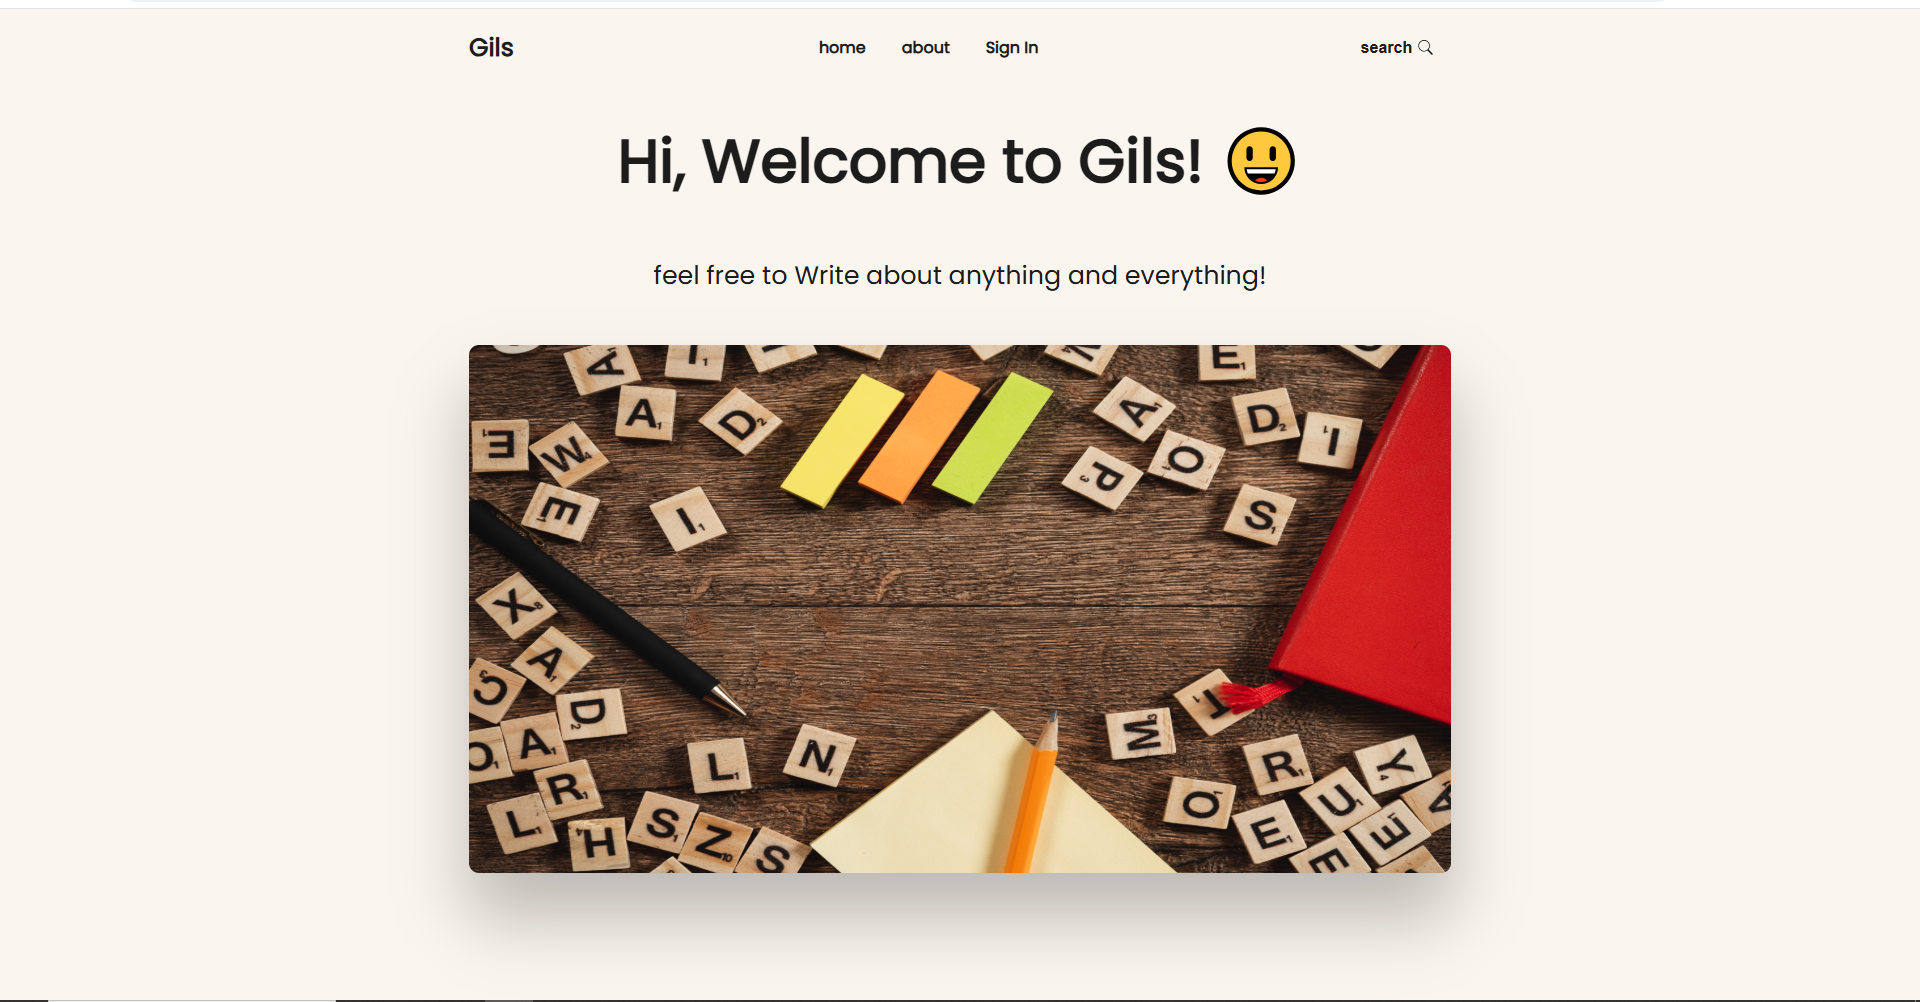 Gils
home about Sign In
search
Hi, Welcome to Gils!
feel free to Write about anything and everything!
A I E
A D A D I
E W O
P
E I S
X
A
C T
D M
O A L N R Y
R O U A
L S E E
H Z S E